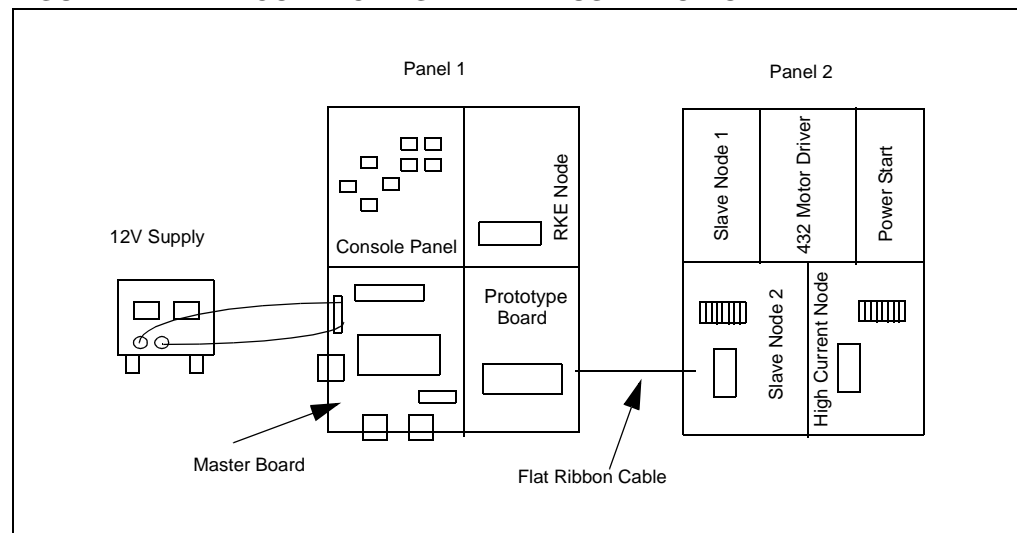 Panel 1
Panel 2
12V Supply
Console Panel
RKE Node
Prototype
Board
Slave Node 1
432 Motor Driver
Power Start
Slave Node 2
High Current Node
Master Board
Flat Ribbon Cable